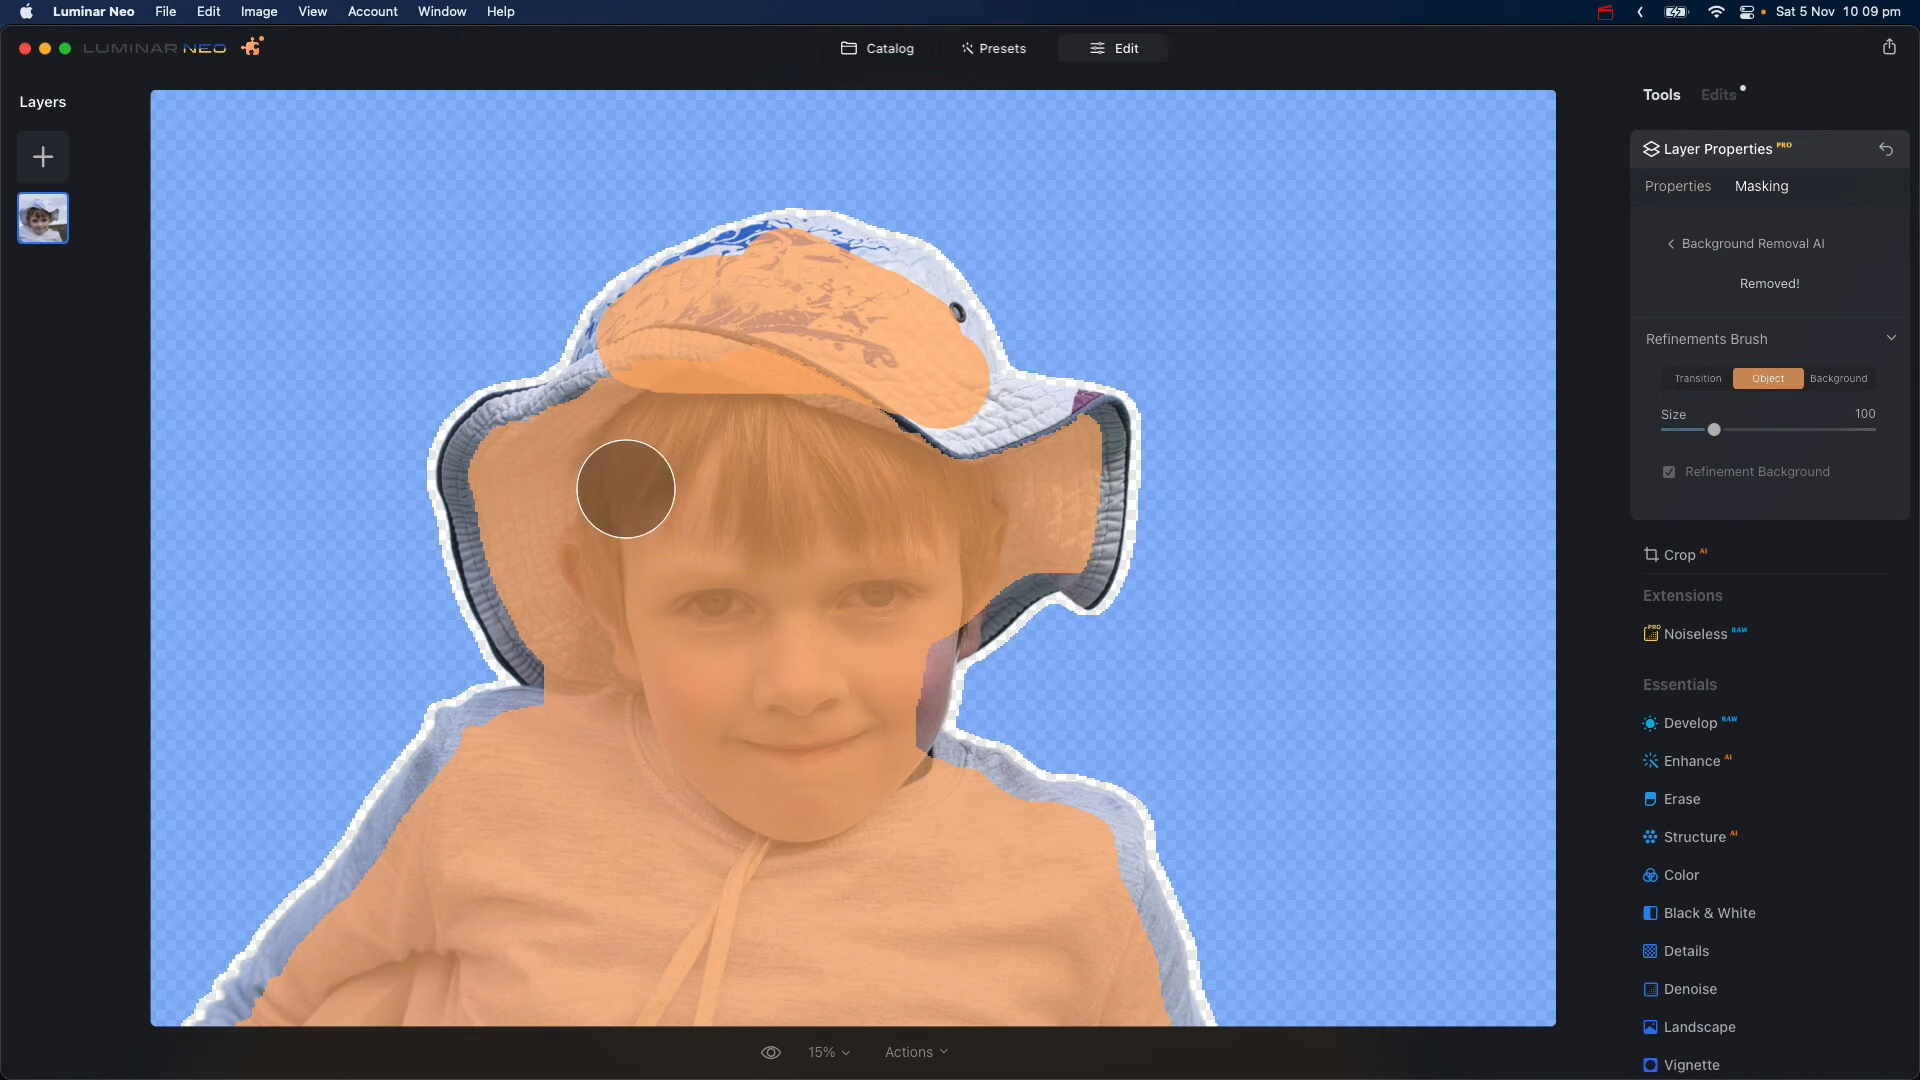 Luminar Neo File Edit Image View Account Window Help Sat 5 Nov 10 09 pm
LUMINAR NEO Catalog Presets Edit
Layers
Tools Edits
Layer Properties PRO
Properties Masking
Background Removal AI
Removed!
Refinements Brush
Transition Object Background
Size 100
Refinement Background
Crop AI
Extensions
PRO Noiseless RAW
Essentials
Develop RAW
Enhance AI
Erase
Structure AI
Color
Black & White
Details
Denoise
Landscape
Vignette
15% Actions